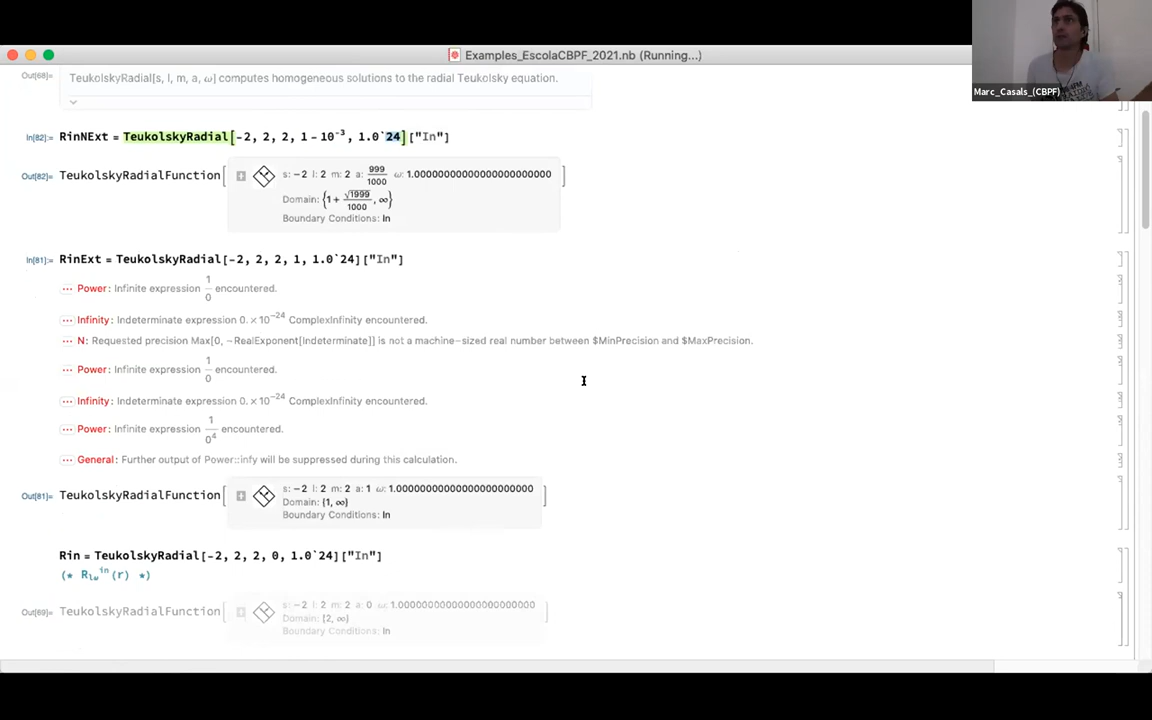 Examples_EscolaCBPF_2021.nb (Running...)
Marc_Casals_(CBPF)
Out[68]=
TeukolskyRadial[s, l, m, a, ω] computes homogeneous solutions to the radial Teukolsky equation.
In[82]:= RinNExt = TeukolskyRadial[-2, 2, 2, 1 - 10^-3, 1.0`24]["In"]
Out[82]= TeukolskyRadialFunction[ s: -2 l: 2 m: 2 a: 999/1000 ω: 1.00000000000000000000000
Domain: {1 + √1999/1000, ∞}
Boundary Conditions: In ]
In[81]:= RinExt = TeukolskyRadial[-2, 2, 2, 1, 1.0`24]["In"]
Power: Infinite expression 1/0 encountered.
Infinity: Indeterminate expression 0.×10^-24 ComplexInfinity encountered.
N: Requested precision Max[0, -RealExponent[Indeterminate]] is not a machine-sized real number between $MinPrecision and $MaxPrecision.
Power: Infinite expression 1/0 encountered.
Infinity: Indeterminate expression 0.×10^-24 ComplexInfinity encountered.
Power: Infinite expression 1/0^4 encountered.
General: Further output of Power::infy will be suppressed during this calculation.
Out[81]= TeukolskyRadialFunction[ s: -2 l: 2 m: 2 a: 1 ω: 1.00000000000000000000000
Domain: {1, ∞}
Boundary Conditions: In ]
Rin = TeukolskyRadial[-2, 2, 2, 0, 1.0`24]["In"]
(* Rℓω^in(r) *)
Out[69]= TeukolskyRadialFunction[ s: -2 l: 2 m: 2 a: 0 ω: 1.00000000000000000000000
Domain: {2, ∞}
Boundary Conditions: In ]